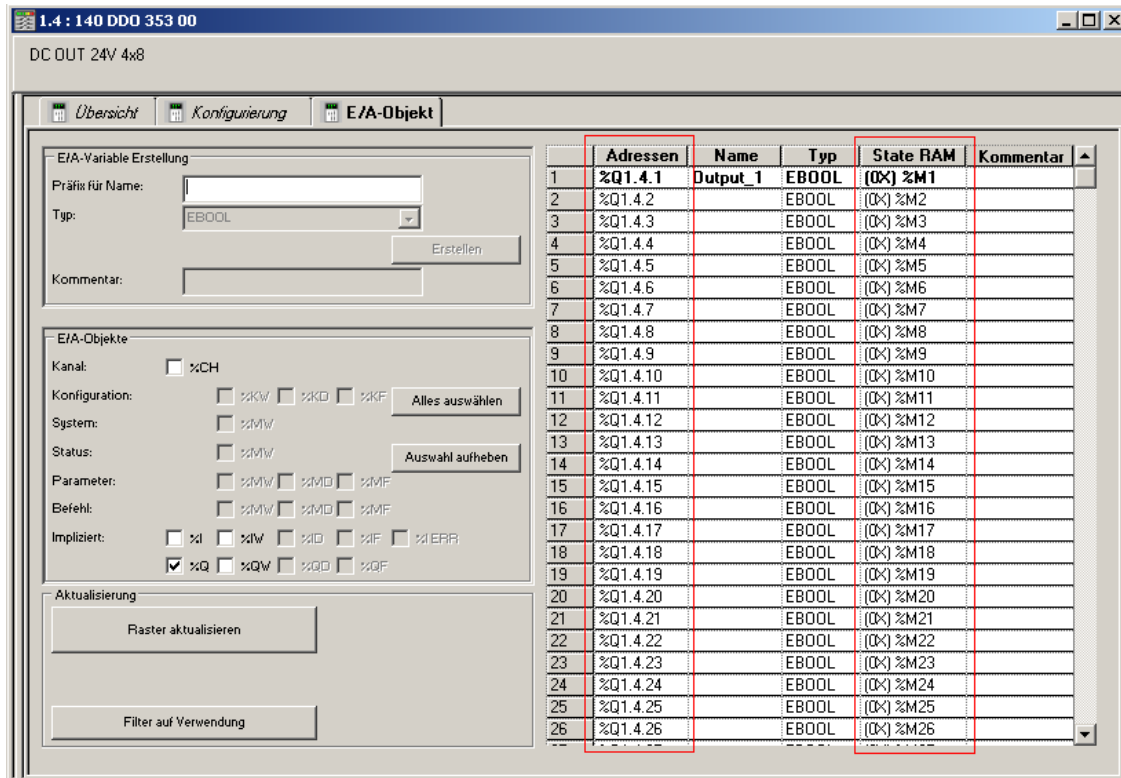 1.4 : 140 DDO 353 00
DC OUT 24V 4x8
Übersicht Konfigurierung E/A-Objekt
E/A-Variable Erstellung
Präfix für Name:
Typ: EBOOL
Erstellen
Kommentar:
E/A-Objekte
Kanal: %CH
Konfiguration: %KW %KD %KF Alles auswählen
System: %MW
Status: %MW Auswahl aufheben
Parameter: %MW %MD %MF
Befehl: %MW %MD %MF
Impliziert: %I %IW %ID %IF %IERR
%Q %QW %QD %QF
Aktualisierung
Raster aktualisieren
Filter auf Verwendung
Adressen Name Typ State RAM Kommentar
1 %Q1.4.1 Output_1 EBOOL (0X) %M1
2 %Q1.4.2 EBOOL (0X) %M2
3 %Q1.4.3 EBOOL (0X) %M3
4 %Q1.4.4 EBOOL (0X) %M4
5 %Q1.4.5 EBOOL (0X) %M5
6 %Q1.4.6 EBOOL (0X) %M6
7 %Q1.4.7 EBOOL (0X) %M7
8 %Q1.4.8 EBOOL (0X) %M8
9 %Q1.4.9 EBOOL (0X) %M9
10 %Q1.4.10 EBOOL (0X) %M10
11 %Q1.4.11 EBOOL (0X) %M11
12 %Q1.4.12 EBOOL (0X) %M12
13 %Q1.4.13 EBOOL (0X) %M13
14 %Q1.4.14 EBOOL (0X) %M14
15 %Q1.4.15 EBOOL (0X) %M15
16 %Q1.4.16 EBOOL (0X) %M16
17 %Q1.4.17 EBOOL (0X) %M17
18 %Q1.4.18 EBOOL (0X) %M18
19 %Q1.4.19 EBOOL (0X) %M19
20 %Q1.4.20 EBOOL (0X) %M20
21 %Q1.4.21 EBOOL (0X) %M21
22 %Q1.4.22 EBOOL (0X) %M22
23 %Q1.4.23 EBOOL (0X) %M23
24 %Q1.4.24 EBOOL (0X) %M24
25 %Q1.4.25 EBOOL (0X) %M25
26 %Q1.4.26 EBOOL (0X) %M26